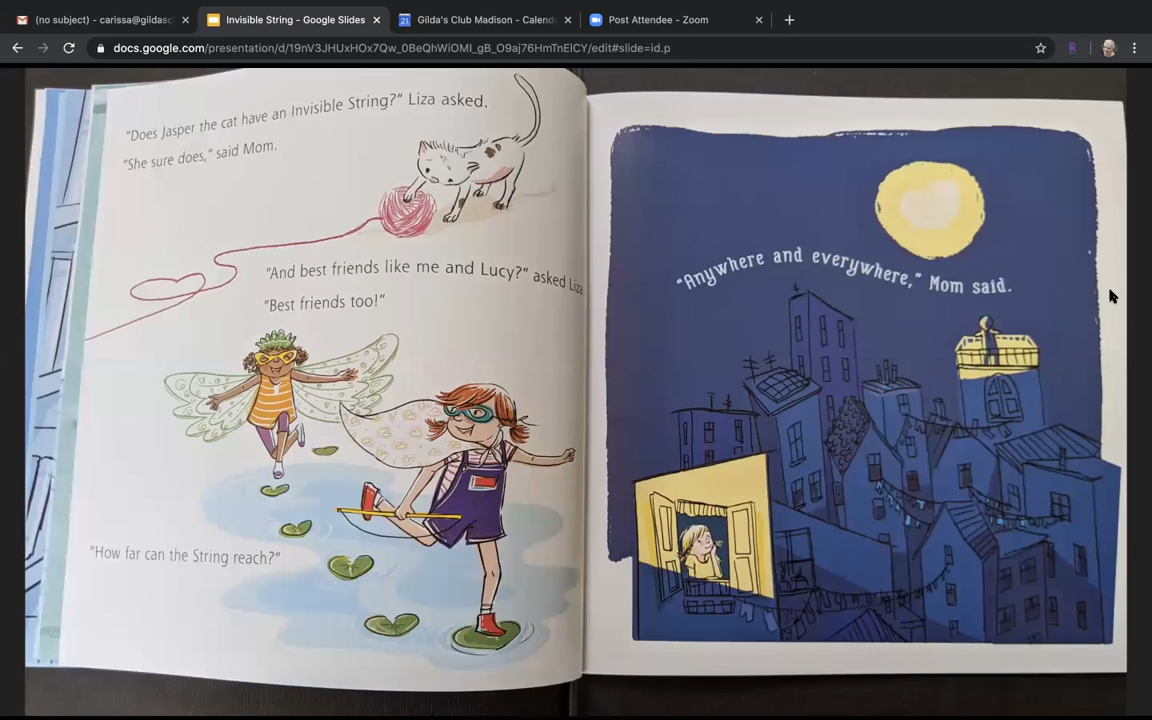 (no subject) - carissa@gildasc
Invisible String - Google Slides
Gilda's Club Madison - Calenda
Post Attendee - Zoom
docs.google.com/presentation/d/19nV3JHUxHOx7Qw_0BeQhWiOMI_gB_O9aj76HmTnEICY/edit#slide=id.p
"Does Jasper the cat have an Invisible String?" Liza asked.
"She sure does," said Mom.
"And best friends like me and Lucy?" asked Liza
"Best friends too!"
"How far can the String reach?"
"Anywhere and everywhere," Mom said.